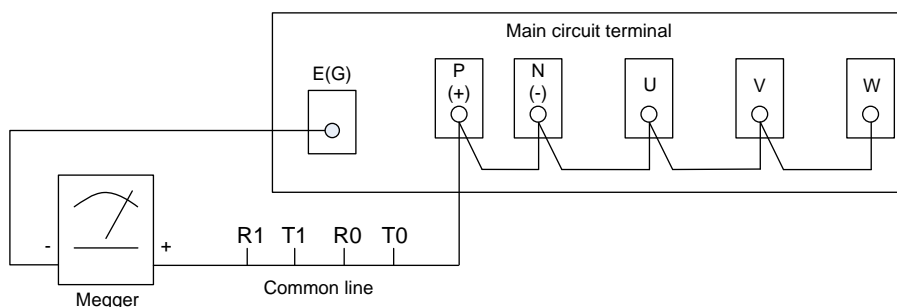 Main circuit terminal
E(G)
P
(+)
N
(-)
U
V
W
-
+
R1
T1
R0
T0
Common line
Megger